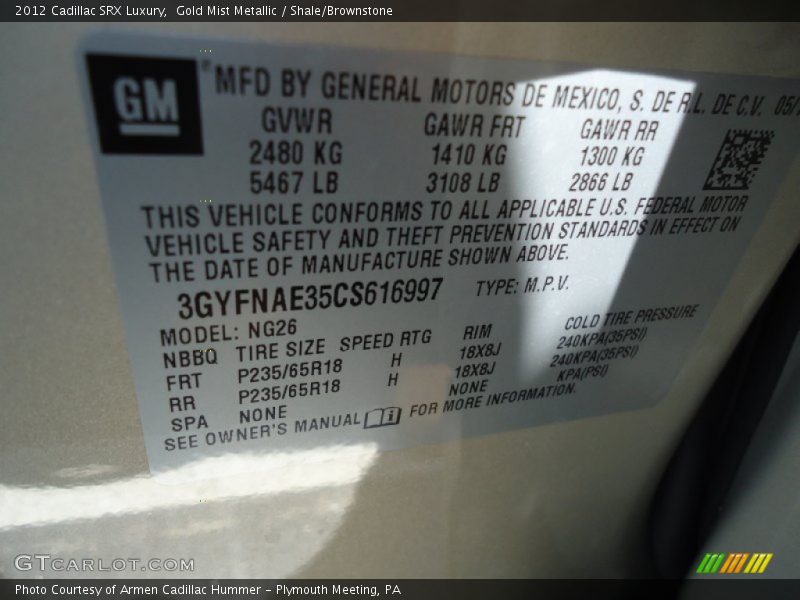 2012 Cadillac SRX Luxury,  Gold Mist Metallic / Shale/Brownstone
GM
MFD BY GENERAL MOTORS DE MEXICO, S. DE R.L. DE C.V. 05/
GVWR GAWR FRT GAWR RR
2480 KG 1410 KG 1300 KG
5467 LB 3108 LB 2866 LB
THIS VEHICLE CONFORMS TO ALL APPLICABLE U.S. FEDERAL MOTOR
VEHICLE SAFETY AND THEFT PREVENTION STANDARDS IN EFFECT ON
THE DATE OF MANUFACTURE SHOWN ABOVE.
3GYFNAE35CS616997 TYPE: M.P.V.
MODEL: NG26
NBBQ TIRE SIZE SPEED RTG RIM COLD TIRE PRESSURE
FRT P235/65R18 H 18X8J 240KPA(35PSI)
RR P235/65R18 H 18X8J 240KPA(35PSI)
SPA NONE NONE KPA(PSI)
SEE OWNER'S MANUAL i FOR MORE INFORMATION.
GTCARLOT.COM
Photo Courtesy of Armen Cadillac Hummer – Plymouth Meeting, PA